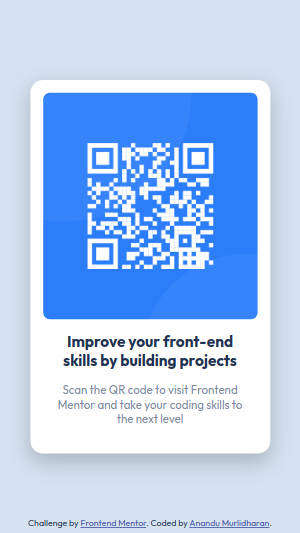 Improve your front-end
skills by building projects
Scan the QR code to visit Frontend
Mentor and take your coding skills to
the next level
Challenge by Frontend Mentor. Coded by Anandu Murlidharan.